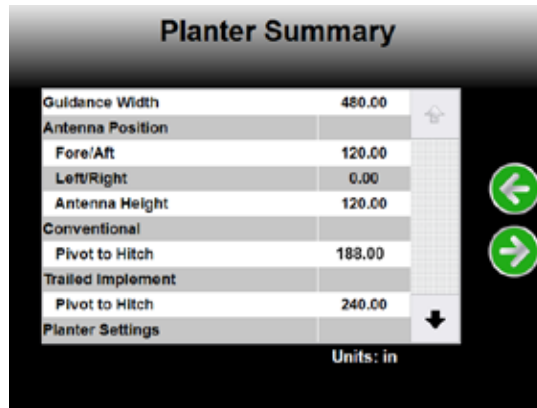 Planter Summary
Guidance Width 480.00
Antenna Position
Fore/Aft 120.00
Left/Right 0.00
Antenna Height 120.00
Conventional
Pivot to Hitch 188.00
Trailed Implement
Pivot to Hitch 240.00
Planter Settings
Units: in